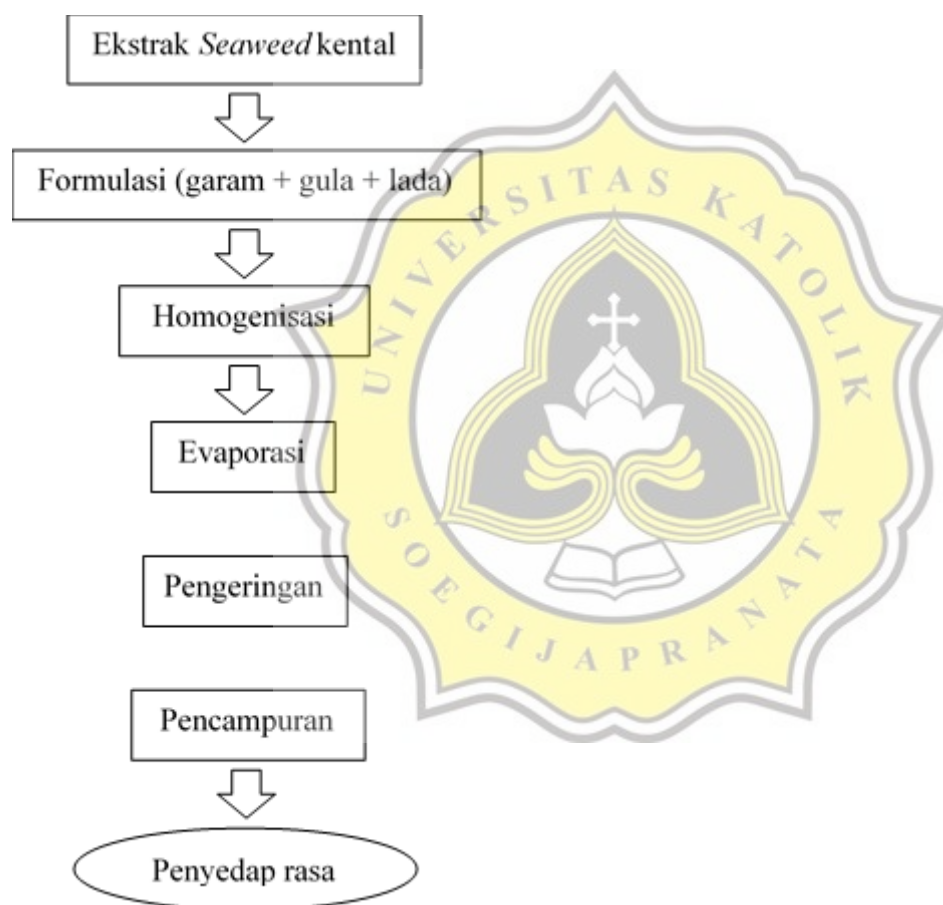 Ekstrak Seaweed kental
Formulasi (garam + gula + lada)
Homogenisasi
Evaporasi
Pengeringan
Pencampuran
Penyedap rasa
UNIVERSITAS KATOLIK
SOEGIJAPRANATA